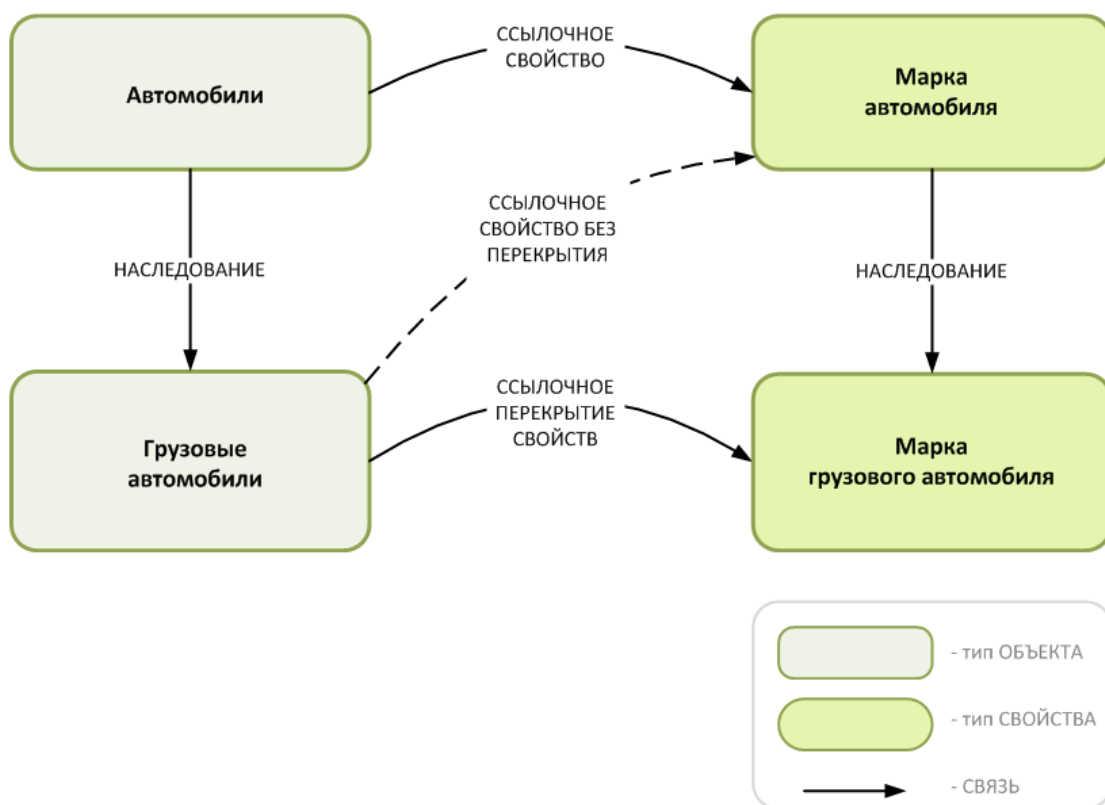 ССЫЛОЧНОЕ
СВОЙСТВО
Автомобили
Марка
автомобиля
ССЫЛОЧНОЕ
СВОЙСТВО БЕЗ
ПЕРЕКРЫТИЯ
НАСЛЕДОВАНИЕ
НАСЛЕДОВАНИЕ
ССЫЛОЧНОЕ
ПЕРЕКРЫТИЕ
СВОЙСТВ
Грузовые
автомобили
Марка
грузового автомобиля
- тип ОБЪЕКТА
- тип СВОЙСТВА
- СВЯЗЬ